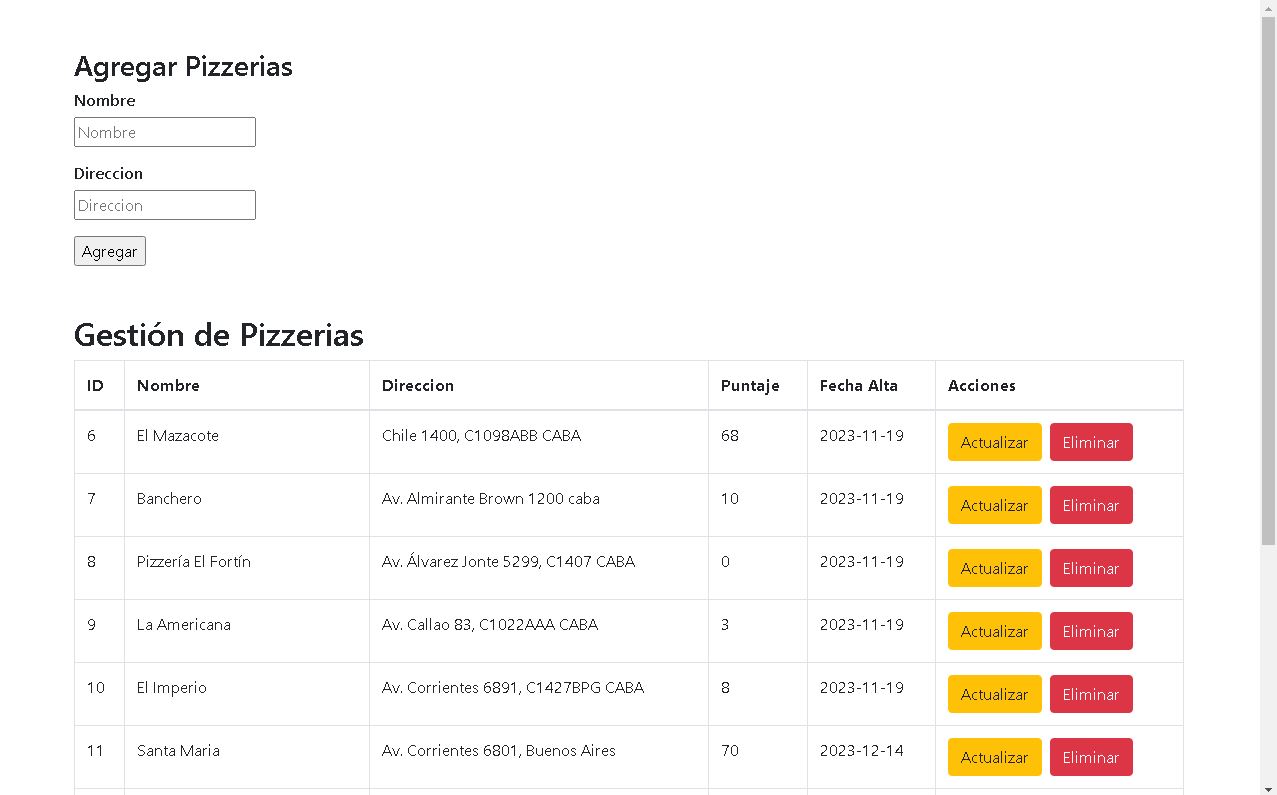 Agregar Pizzerias
Nombre
Nombre
Direccion
Direccion
Agregar
Gestión de Pizzerias
ID Nombre Direccion Puntaje Fecha Alta Acciones
6 El Mazacote Chile 1400, C1098ABB CABA 68 2023-11-19 Actualizar Eliminar
7 Banchero Av. Almirante Brown 1200 caba 10 2023-11-19 Actualizar Eliminar
8 Pizzería El Fortín Av. Álvarez Jonte 5299, C1407 CABA 0 2023-11-19 Actualizar Eliminar
9 La Americana Av. Callao 83, C1022AAA CABA 3 2023-11-19 Actualizar Eliminar
10 El Imperio Av. Corrientes 6891, C1427BPG CABA 8 2023-11-19 Actualizar Eliminar
11 Santa Maria Av. Corrientes 6801, Buenos Aires 70 2023-12-14 Actualizar Eliminar